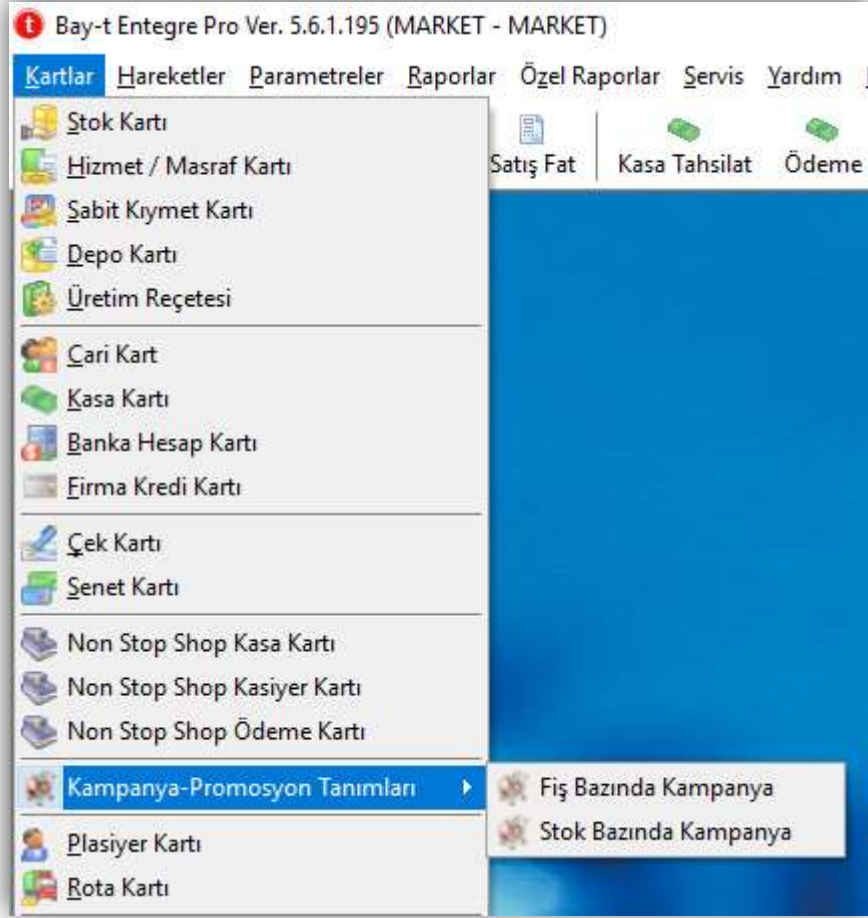 Bay-t Entegre Pro Ver. 5.6.1.195 (MARKET - MARKET)
Kartlar Hareketler Parametreler Raporlar Özel Raporlar Servis Yardım
Satış Fat Kasa Tahsilat Ödeme
Stok Kartı
Hizmet / Masraf Kartı
Sabit Kıymet Kartı
Depo Kartı
Üretim Reçetesi
Cari Kart
Kasa Kartı
Banka Hesap Kartı
Firma Kredi Kartı
Çek Kartı
Senet Kartı
Non Stop Shop Kasa Kartı
Non Stop Shop Kasiyer Kartı
Non Stop Shop Ödeme Kartı
Kampanya-Promosyon Tanımları
Fiş Bazında Kampanya
Stok Bazında Kampanya
Plasiyer Kartı
Rota Kartı